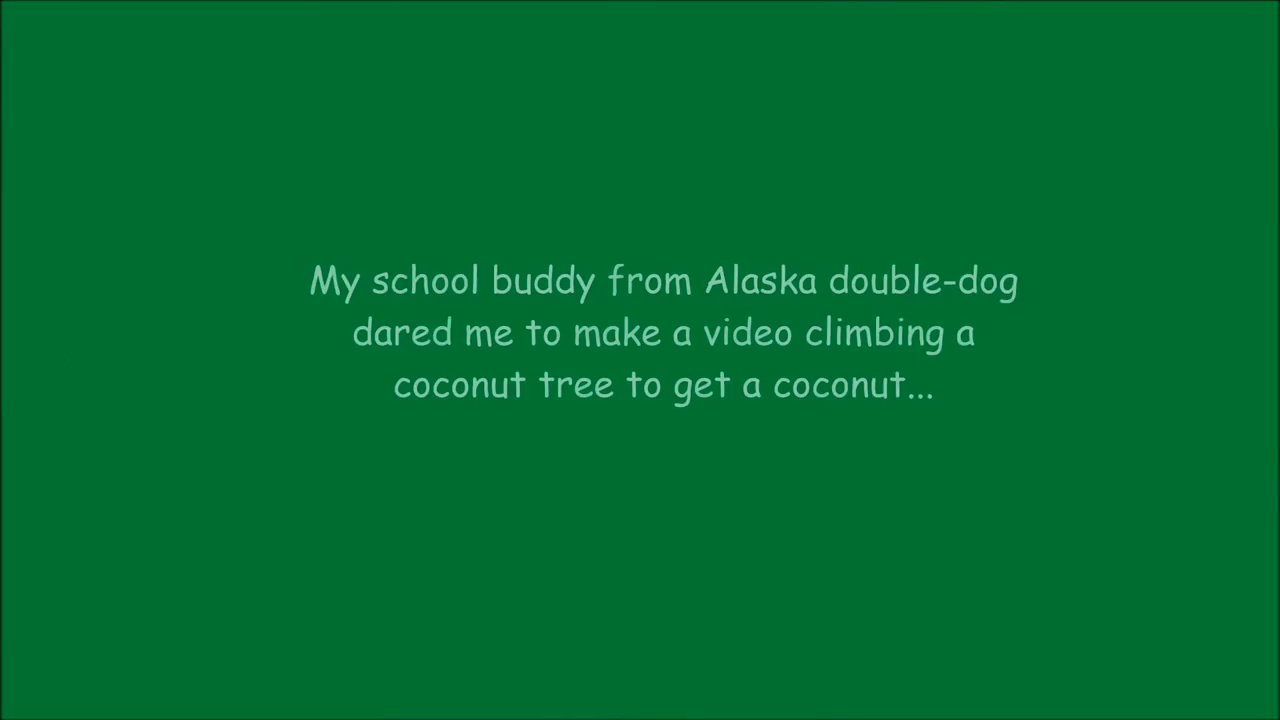 My school buddy from Alaska double-dog
dared me to make a video climbing a
coconut tree to get a coconut...